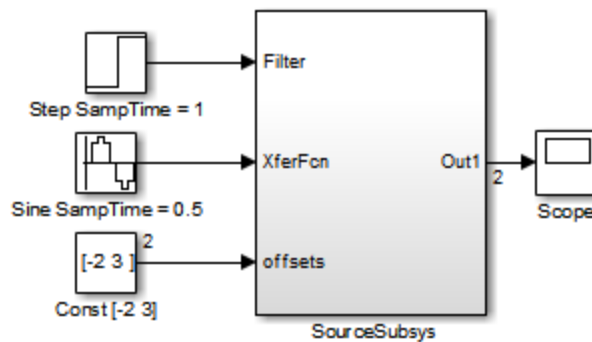 Step SampTime = 1
Filter
Sine SampTime = 0.5
XferFcn
Out1
2
Scope
[-2 3 ]
2
Const [-2 3]
offsets
SourceSubsys